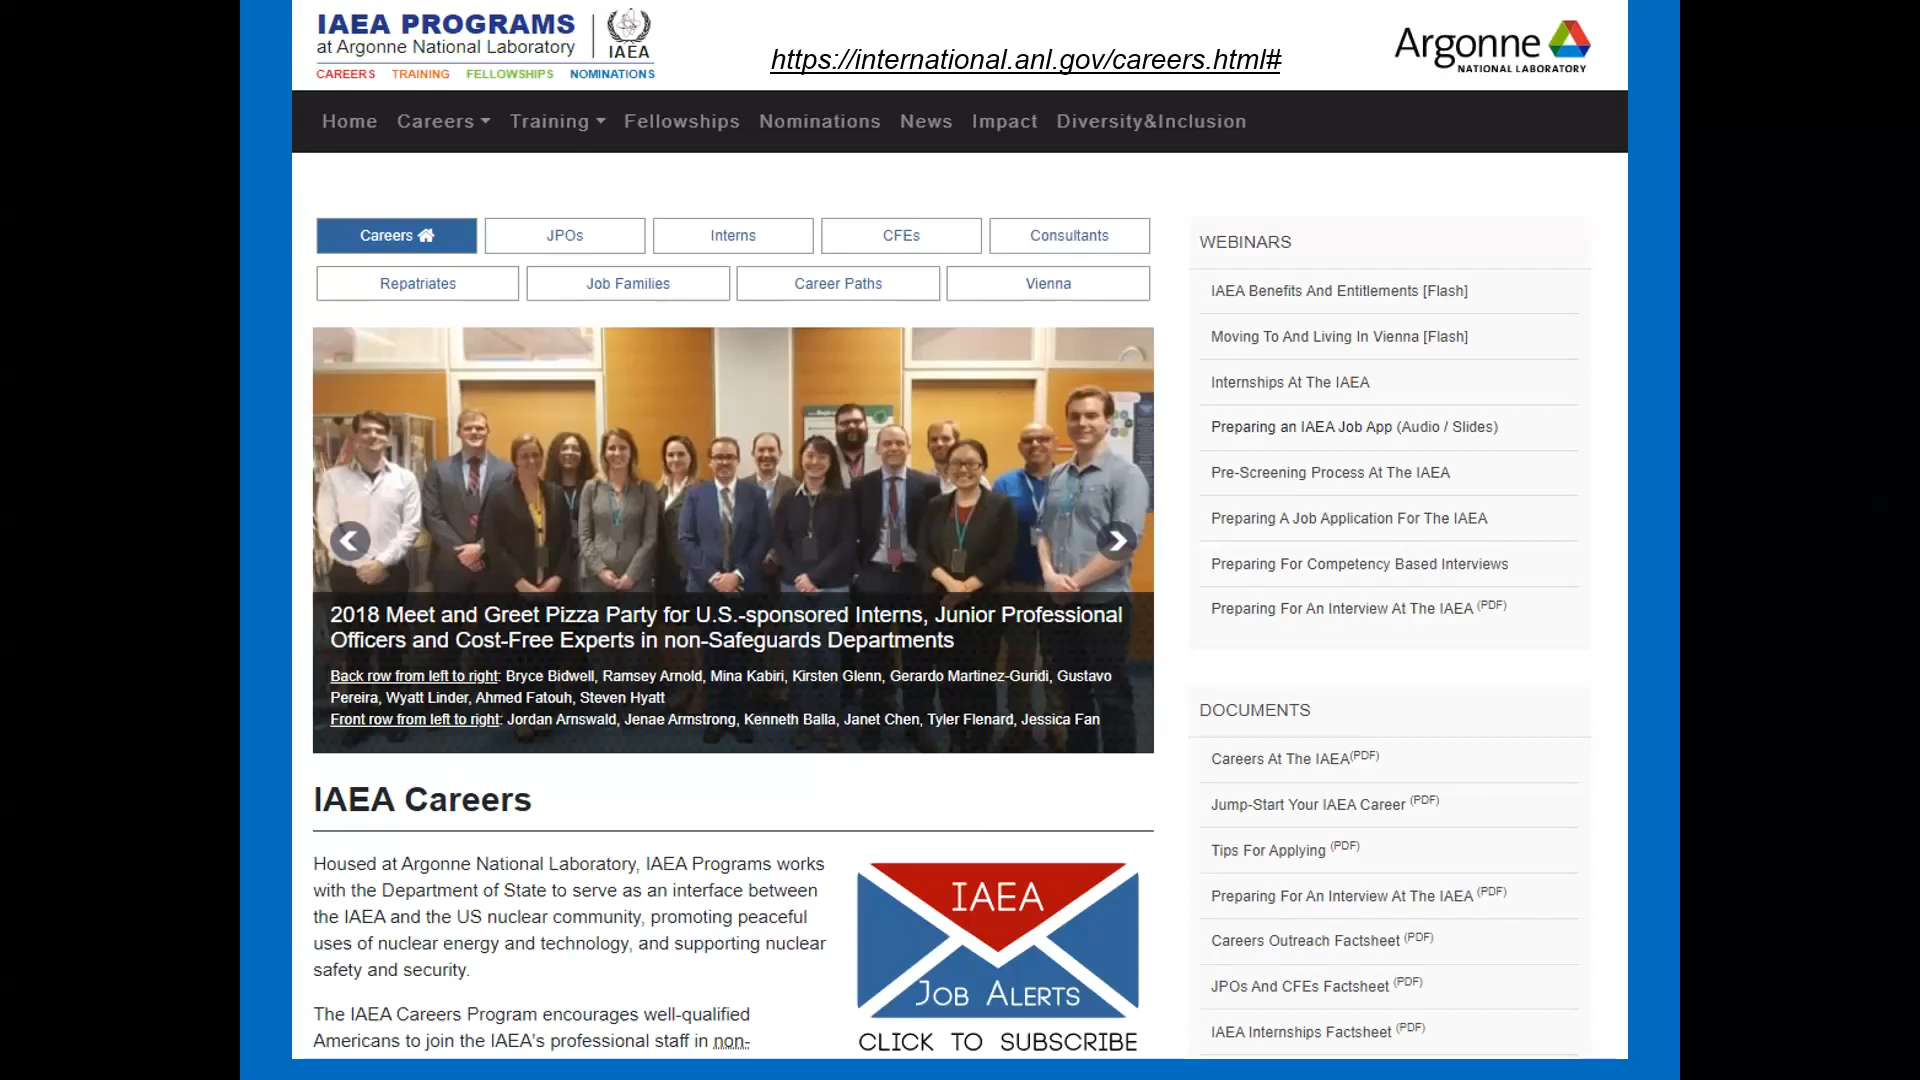 IAEA PROGRAMS
at Argonne National Laboratory
IAEA
CAREERS TRAINING FELLOWSHIPS NOMINATIONS
https://international.anl.gov/careers.html#
Argonne
NATIONAL LABORATORY
Home Careers Training Fellowships Nominations News Impact Diversity&Inclusion
Careers JPOs Interns CFEs Consultants
Repatriates Job Families Career Paths Vienna
2018 Meet and Greet Pizza Party for U.S.-sponsored Interns, Junior Professional
Officers and Cost-Free Experts in non-Safeguards Departments
Back row from left to right: Bryce Bidwell, Ramsey Arnold, Mina Kabiri, Kirsten Glenn, Gerardo Martinez-Guridi, Gustavo
Pereira, Wyatt Linder, Ahmed Fatouh, Steven Hyatt
Front row from left to right: Jordan Arnswald, Jenae Armstrong, Kenneth Balla, Janet Chen, Tyler Flenard, Jessica Fan
IAEA Careers
Housed at Argonne National Laboratory, IAEA Programs works
with the Department of State to serve as an interface between
the IAEA and the US nuclear community, promoting peaceful
uses of nuclear energy and technology, and supporting nuclear
safety and security.
The IAEA Careers Program encourages well-qualified
Americans to join the IAEA's professional staff in non-
IAEA
JOB ALERTS
CLICK TO SUBSCRIBE
WEBINARS
IAEA Benefits And Entitlements [Flash]
Moving To And Living In Vienna [Flash]
Internships At The IAEA
Preparing an IAEA Job App (Audio / Slides)
Pre-Screening Process At The IAEA
Preparing A Job Application For The IAEA
Preparing For Competency Based Interviews
Preparing For An Interview At The IAEA (PDF)
DOCUMENTS
Careers At The IAEA(PDF)
Jump-Start Your IAEA Career (PDF)
Tips For Applying (PDF)
Preparing For An Interview At The IAEA (PDF)
Careers Outreach Factsheet (PDF)
JPOs And CFEs Factsheet (PDF)
IAEA Internships Factsheet (PDF)